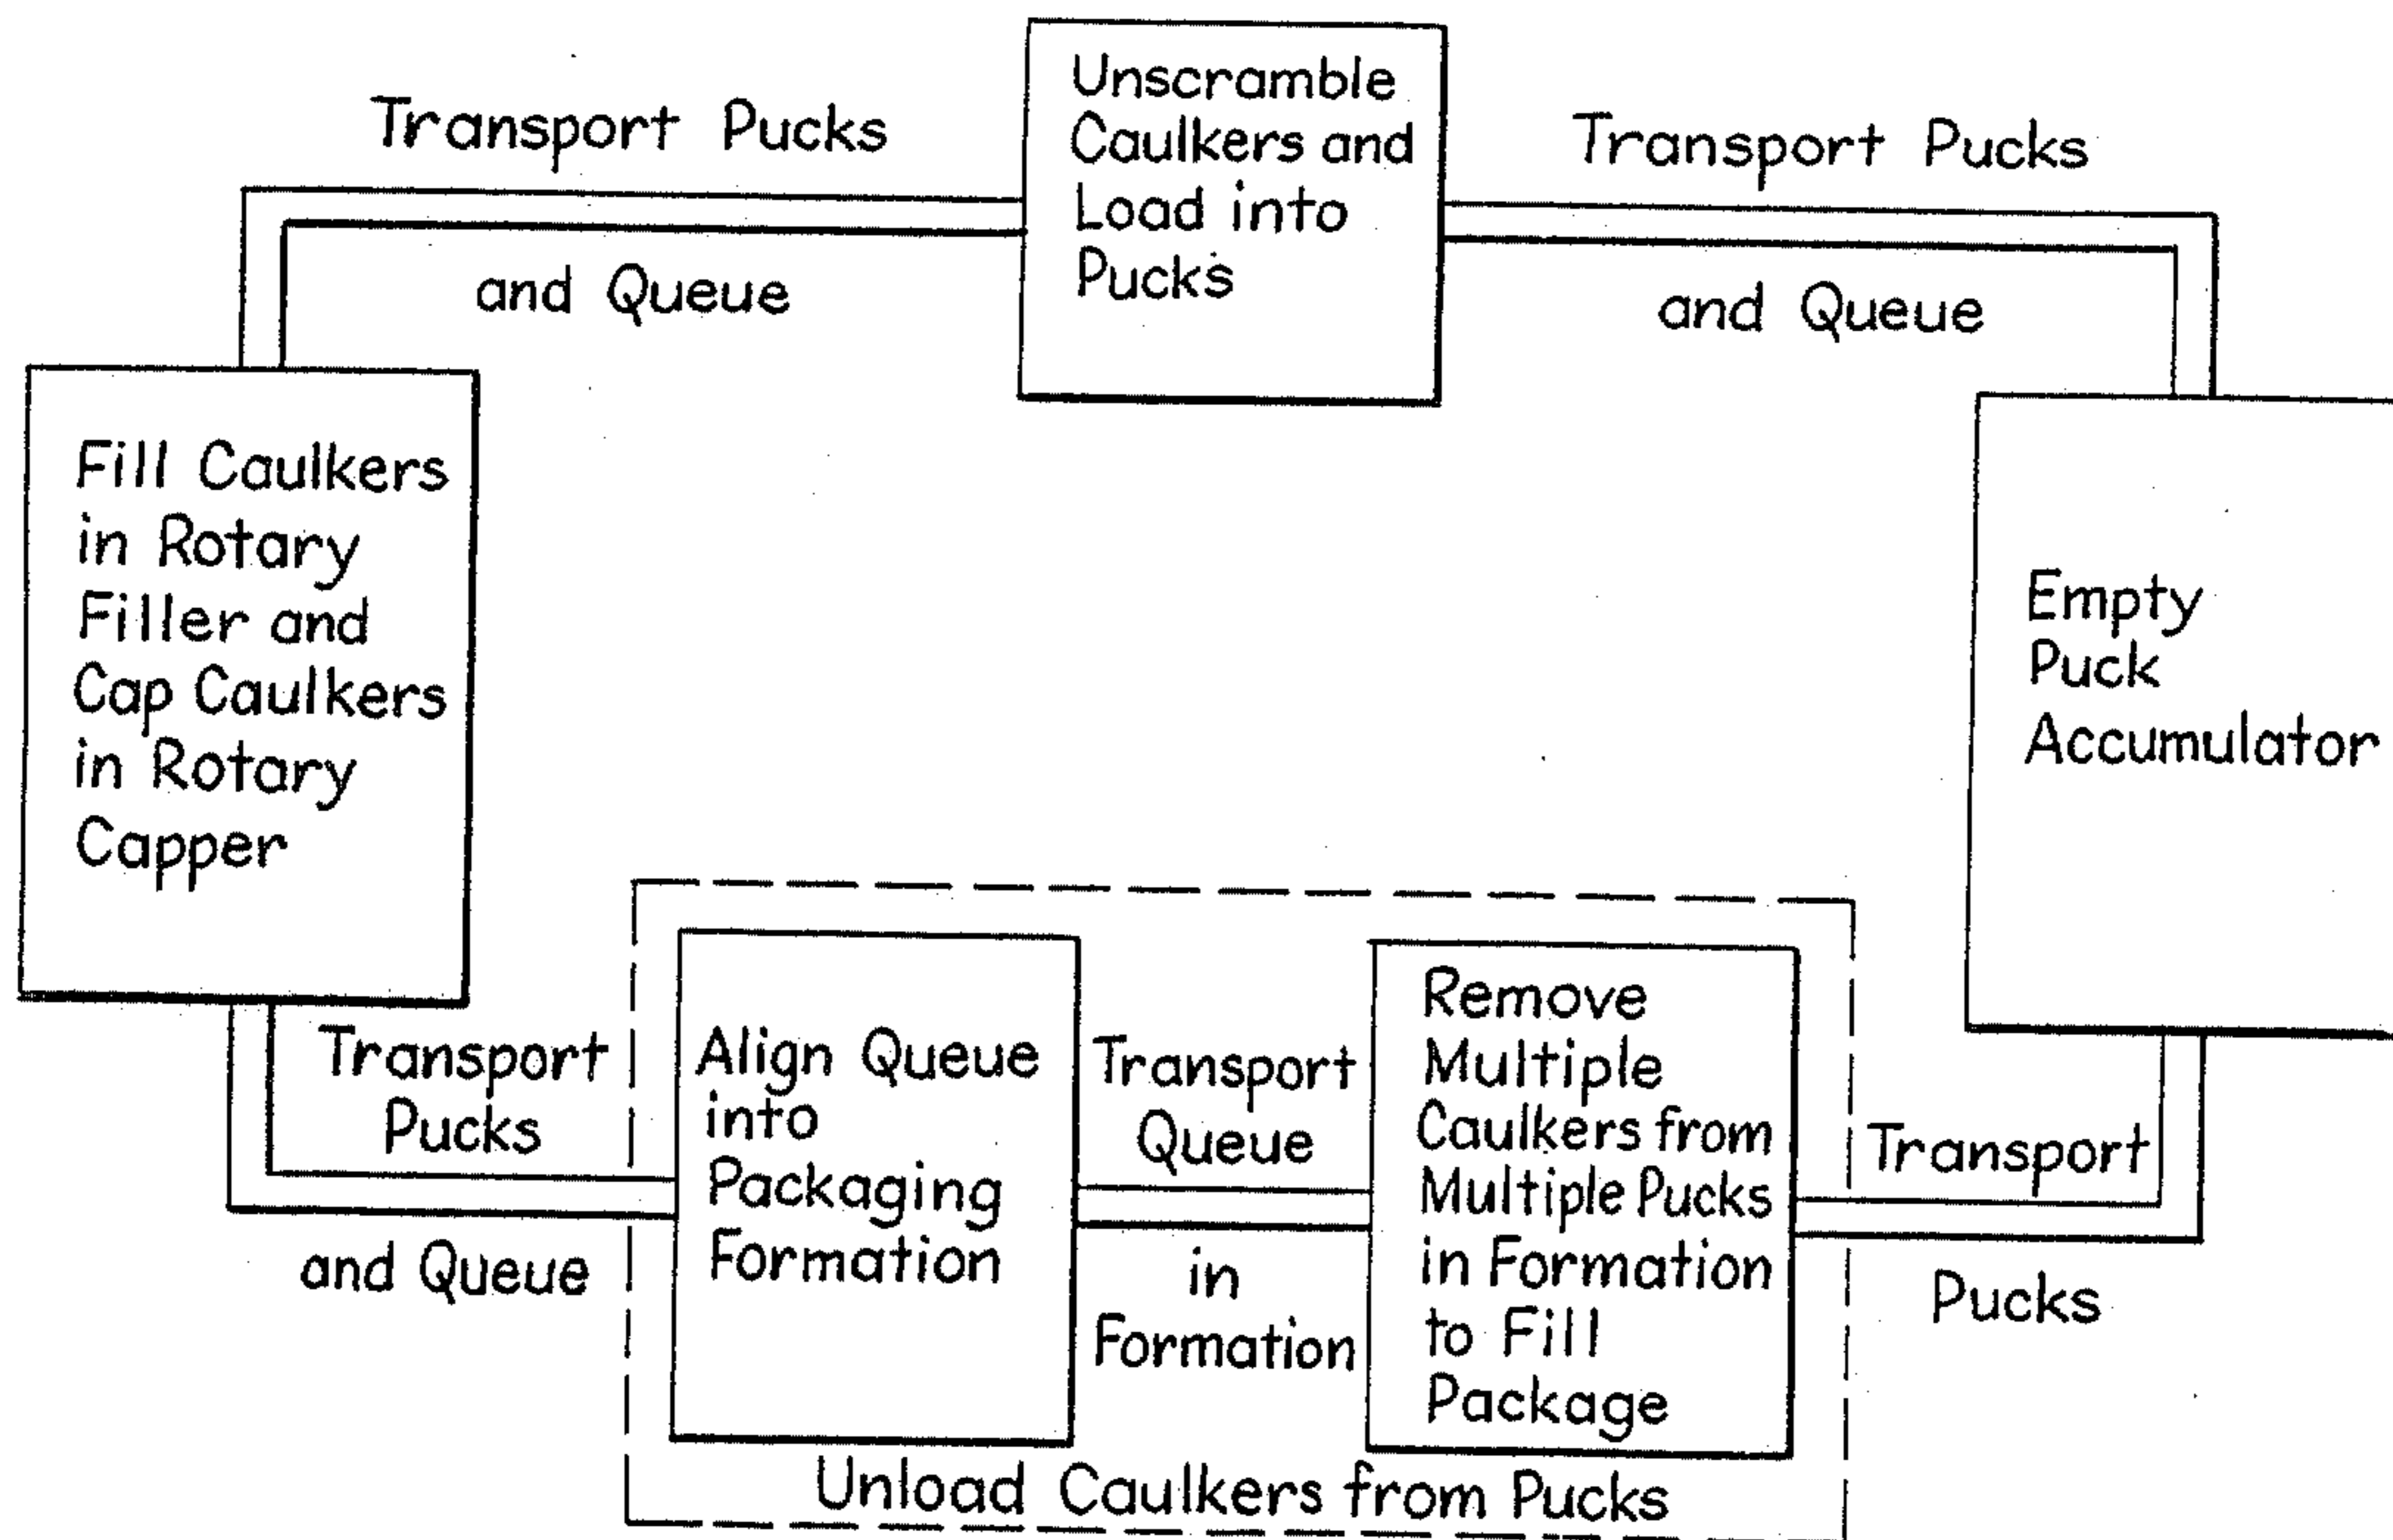 Unscramble
Caulkers and
Load into
Pucks
Transport Pucks
and Queue
Transport Pucks
and Queue
Fill Caulkers
in Rotary
Filler and
Cap Caulkers
in Rotary
Capper
Empty
Puck
Accumulator
Transport
Pucks
and Queue
Align Queue
into
Packaging
Formation
Transport
Queue
in
Formation
Remove
Multiple
Caulkers from
Multiple Pucks
in Formation
to Fill
Package
Transport
Pucks
Unload Caulkers from Pucks